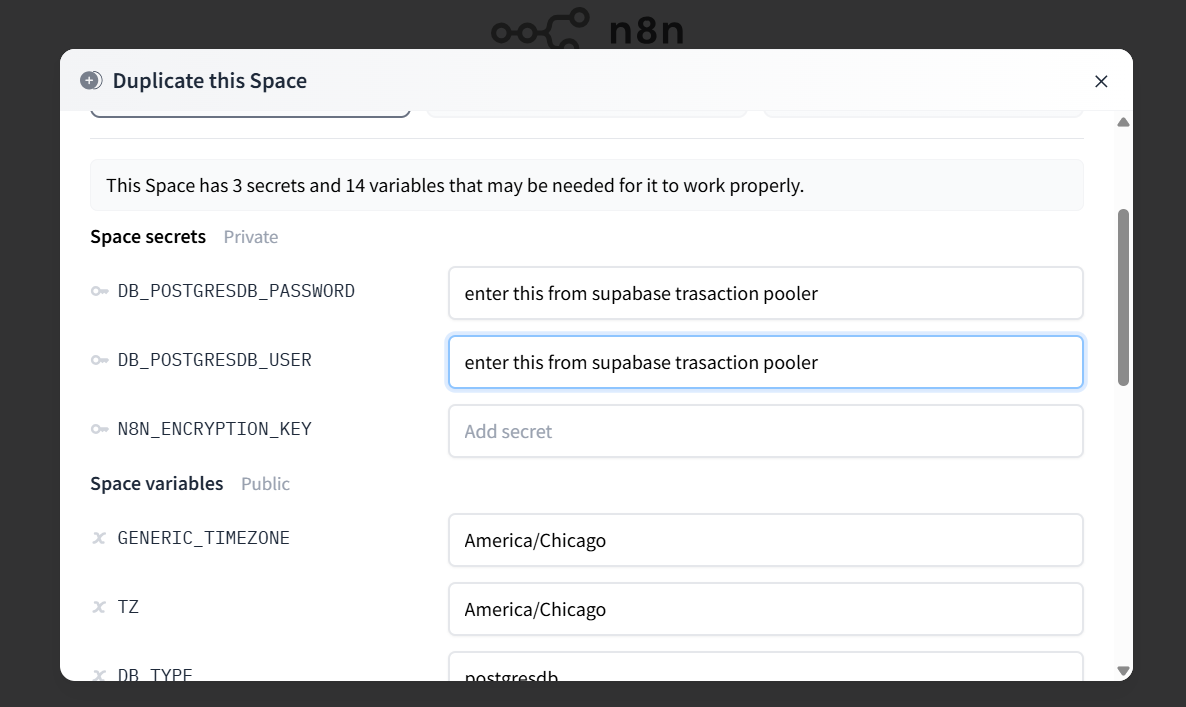 n8n
Duplicate this Space
This Space has 3 secrets and 14 variables that may be needed for it to work properly.
Space secrets Private
DB_POSTGRESDB_PASSWORD enter this from supabase trasaction pooler
DB_POSTGRESDB_USER enter this from supabase trasaction pooler
N8N_ENCRYPTION_KEY Add secret
Space variables Public
GENERIC_TIMEZONE America/Chicago
TZ America/Chicago
DB_TYPE postgresdb